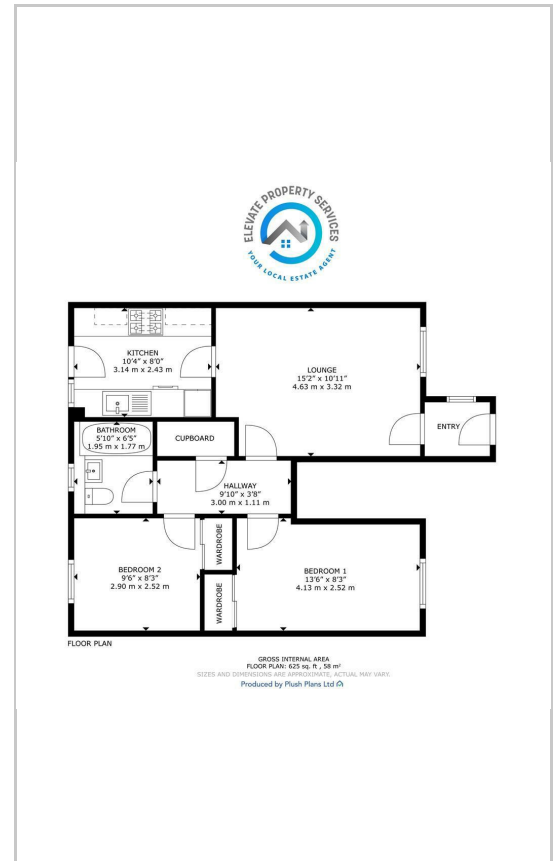 ELEVATE PROPERTY SERVICES
YOUR LOCAL ESTATE AGENT
KITCHEN
10'4" x 8'0"
3.14 m x 2.43 m
LOUNGE
15'2" x 10'11"
4.63 m x 3.32 m
ENTRY
BATHROOM
5'10" x 6'5"
1.95 m x 1.77 m
CUPBOARD
HALLWAY
9'10" x 3'8"
3.00 m x 1.11 m
BEDROOM 2
9'6" x 8'3"
2.90 m x 2.52 m
WARDROBE
WARDROBE
BEDROOM 1
13'6" x 8'3"
4.13 m x 2.52 m
FLOOR PLAN
GROSS INTERNAL AREA
FLOOR PLAN: 625 sq. ft , 58 m²
SIZES AND DIMENSIONS ARE APPROXIMATE, ACTUAL MAY VARY.
Produced by Plush Plans Ltd